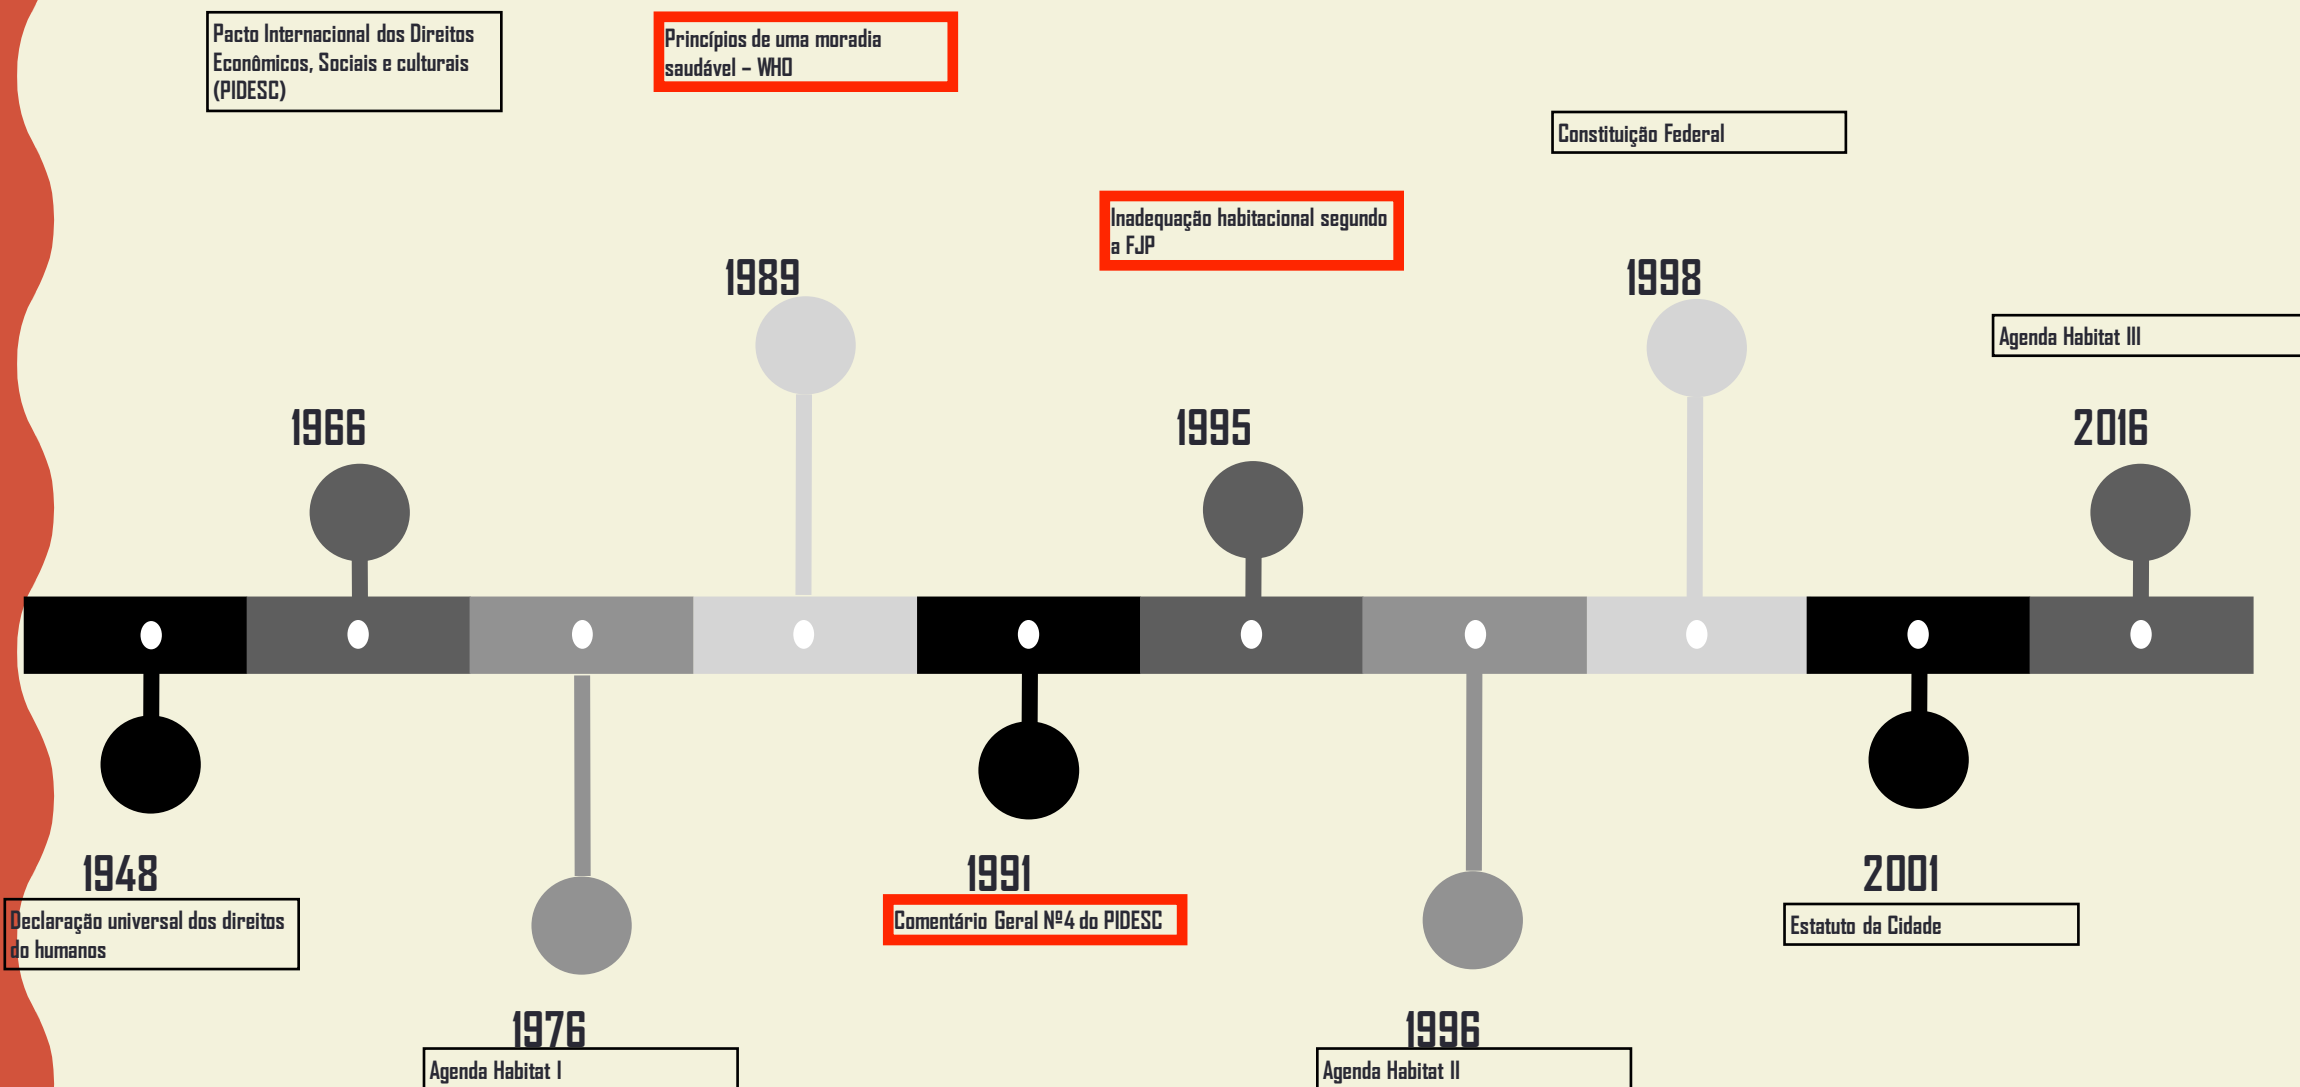 Pacto Internacional dos Direitos
Econômicos, Sociais e culturais
(PIDESC)
Princípios de uma moradia
saudável – WHO
Constituição Federal
Inadequação habitacional segundo
a FJP
1989
1998
Agenda Habitat III
1966
1995
2016
1948
Declaração universal dos direitos
do humanos
1991
Comentário Geral Nº4 do PIDESC
2001
Estatuto da Cidade
1976
Agenda Habitat I
1996
Agenda Habitat II